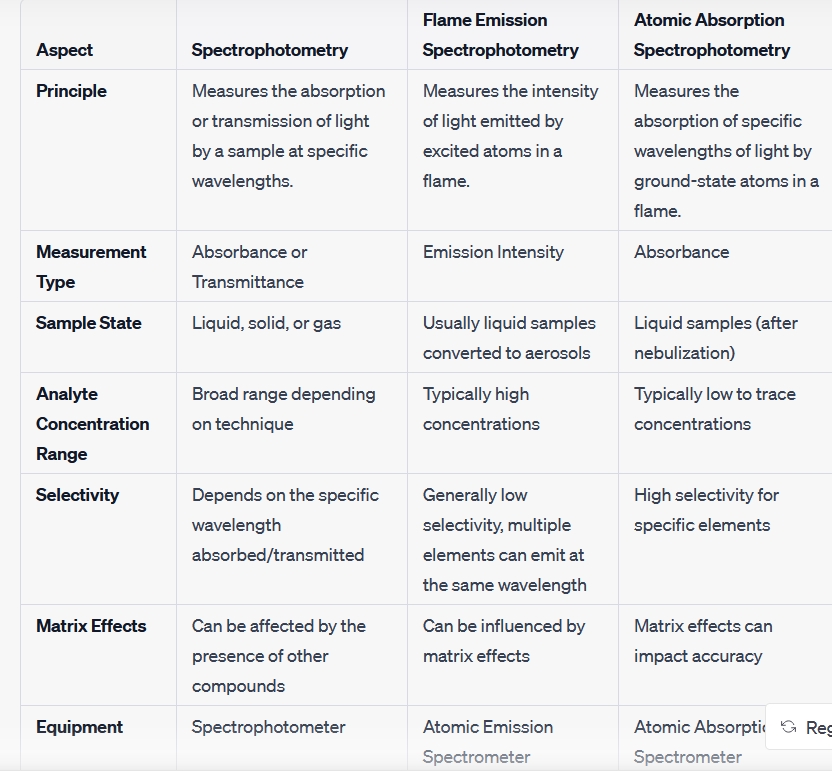 Aspect
Spectrophotometry
Flame Emission
Spectrophotometry
Atomic Absorption
Spectrophotometry
Principle
Measures the absorption
or transmission of light
by a sample at specific
wavelengths.
Measures the intensity
of light emitted by
excited atoms in a
flame.
Measures the
absorption of specific
wavelengths of light by
ground-state atoms in a
flame.
Measurement
Type
Absorbance or
Transmittance
Emission Intensity
Absorbance
Sample State
Liquid, solid, or gas
Usually liquid samples
converted to aerosols
Liquid samples (after
nebulization)
Analyte
Concentration
Range
Broad range depending
on technique
Typically high
concentrations
Typically low to trace
concentrations
Selectivity
Depends on the specific
wavelength
absorbed/transmitted
Generally low
selectivity, multiple
elements can emit at
the same wavelength
High selectivity for
specific elements
Matrix Effects
Can be affected by the
presence of other
compounds
Can be influenced by
matrix effects
Matrix effects can
impact accuracy
Equipment
Spectrophotometer
Atomic Emission
Spectrometer
Atomic
Spectrometer